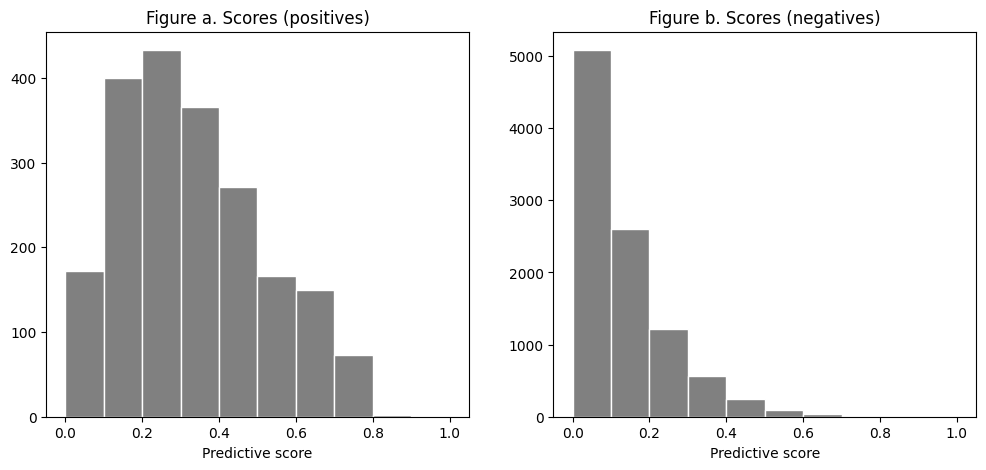 Figure a. Scores (positives)
400
300
200
100
0
0.0 0.2 0.4 0.6 0.8 1.0
Predictive score
Figure b. Scores (negatives)
5000
4000
3000
2000
1000
0
0.0 0.2 0.4 0.6 0.8 1.0
Predictive score